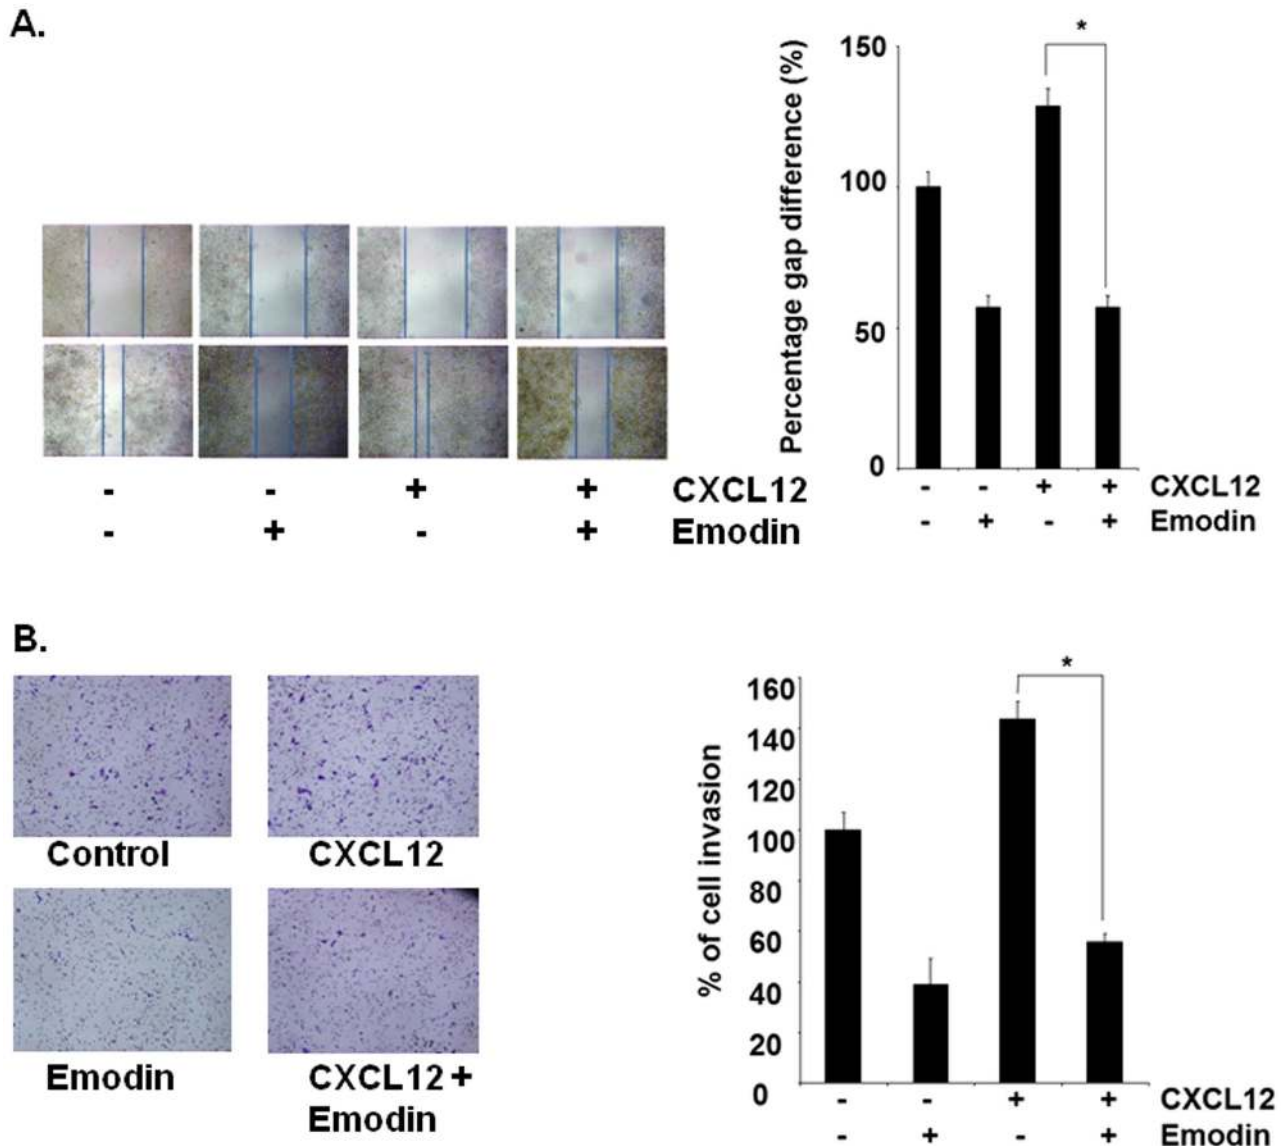 A.
- - + + CXCL12
- + - + Emodin
Percentage gap difference (%)
150
100
50
0
*
- - + + CXCL12
- + - + Emodin
B.
Control CXCL12
Emodin CXCL12 +
Emodin
% of cell invasion
160
140
120
100
80
60
40
20
0
*
- - + + CXCL12
- + - + Emodin